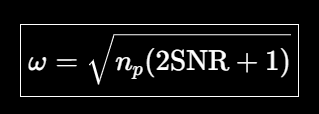 ω = √(n_p(2SNR + 1))